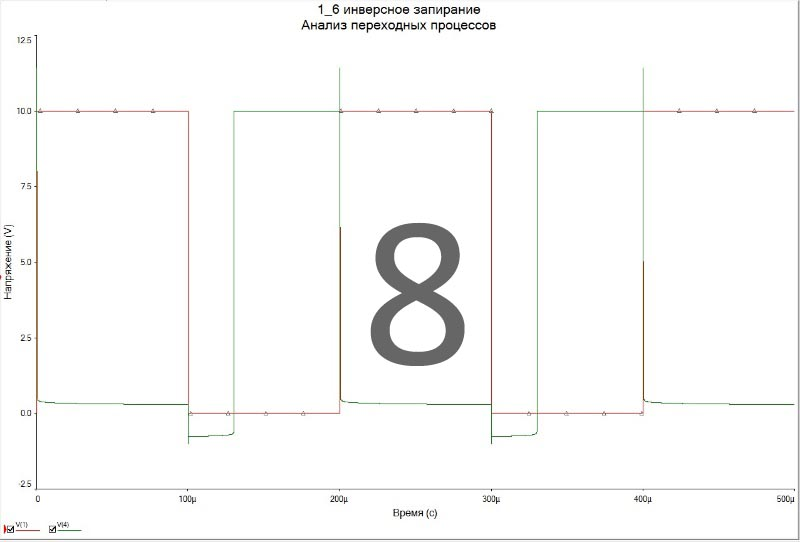 1_6 инверсное запирание
Анализ переходных процессов
12.5
10.0
7.5
5.0
2.5
0.0
-2.5
Напряжение (V)
8
0 100µ 200µ 300µ 400µ 500µ
Время (с)
V(1) V(4)